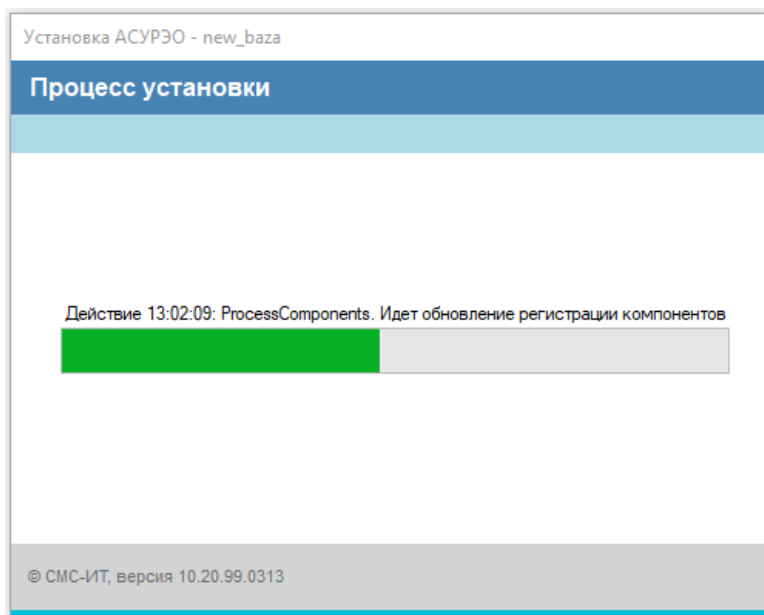 Установка АСУРЭО - new_baza
Процесс установки
Действие 13:02:09: ProcessComponents. Идет обновление регистрации компонентов
© СМС-ИТ, версия 10.20.99.0313